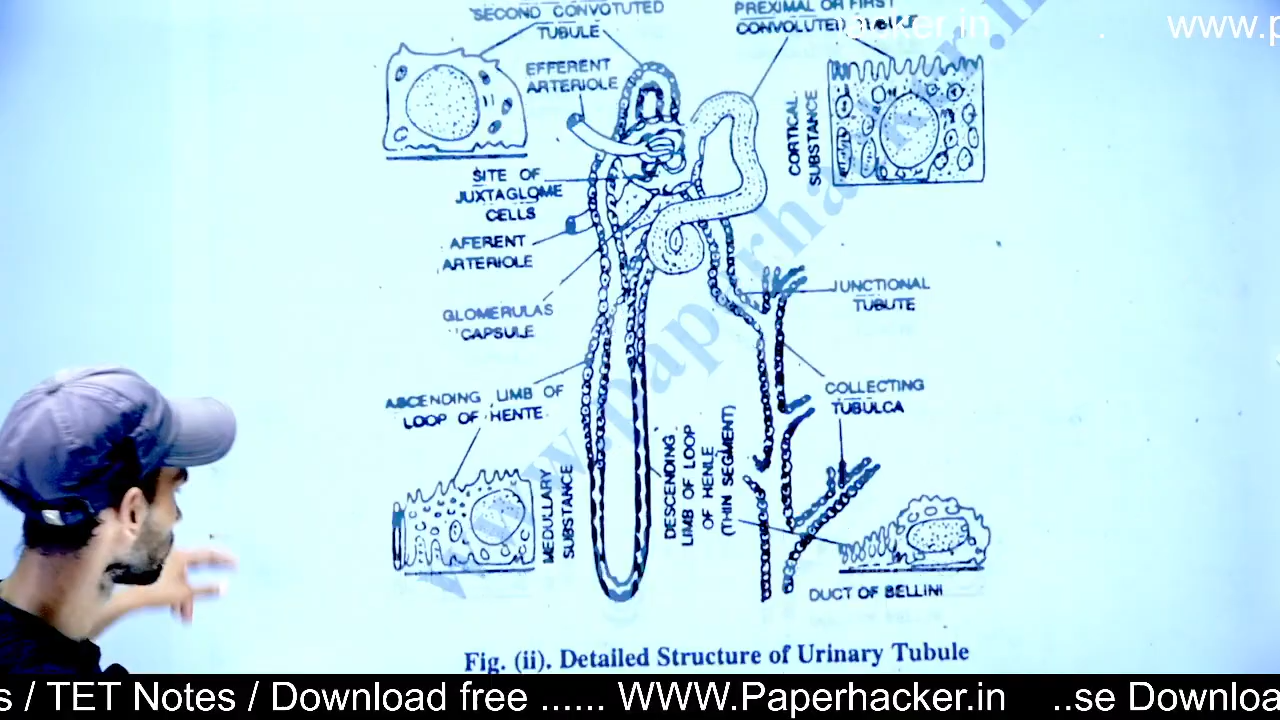 SECOND CONVOTUTED
TUBULE
PREXIMAL OR FIRST
EFFERENT
ARTERIOLE
CORTICAL
SUBSTANCE
SITE OF
JUXTAGLOME
CELLS
AFERENT
ARTERIOLE
GLOMERULAS
CAPSULE
JUNCTIONAL
TUBUTE
ASCENDING LIMB OF
LOOP OF HENTE
COLLECTING
TUBULCA
MEDULLARY
SUBSTANCE
DESCENDING
LIMB OF LOOP
OF HENLE
(THIN SEGMENT)
DUCT OF BELLINI
Fig. (ii). Detailed Structure of Urinary Tubule
s / TET Notes / Download free ...... WWW.Paperhacker.in ..se Downloa